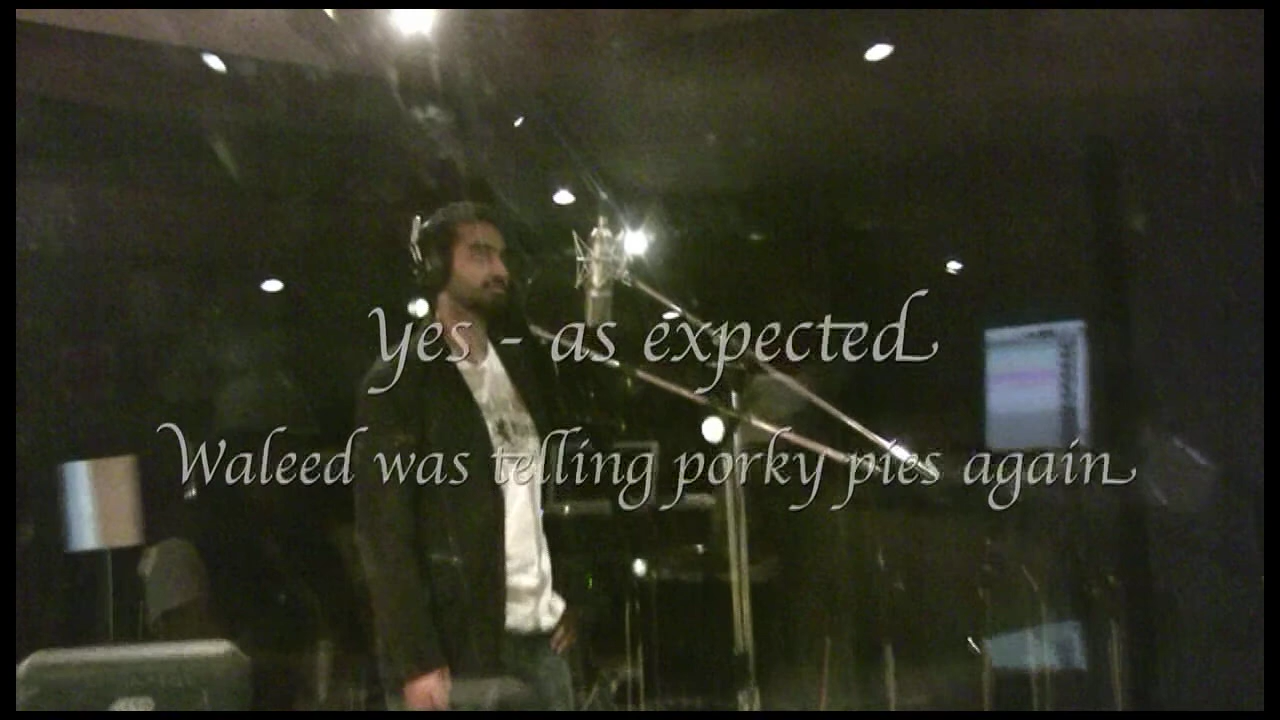 yes - as expected
Waleed was telling porky pies again